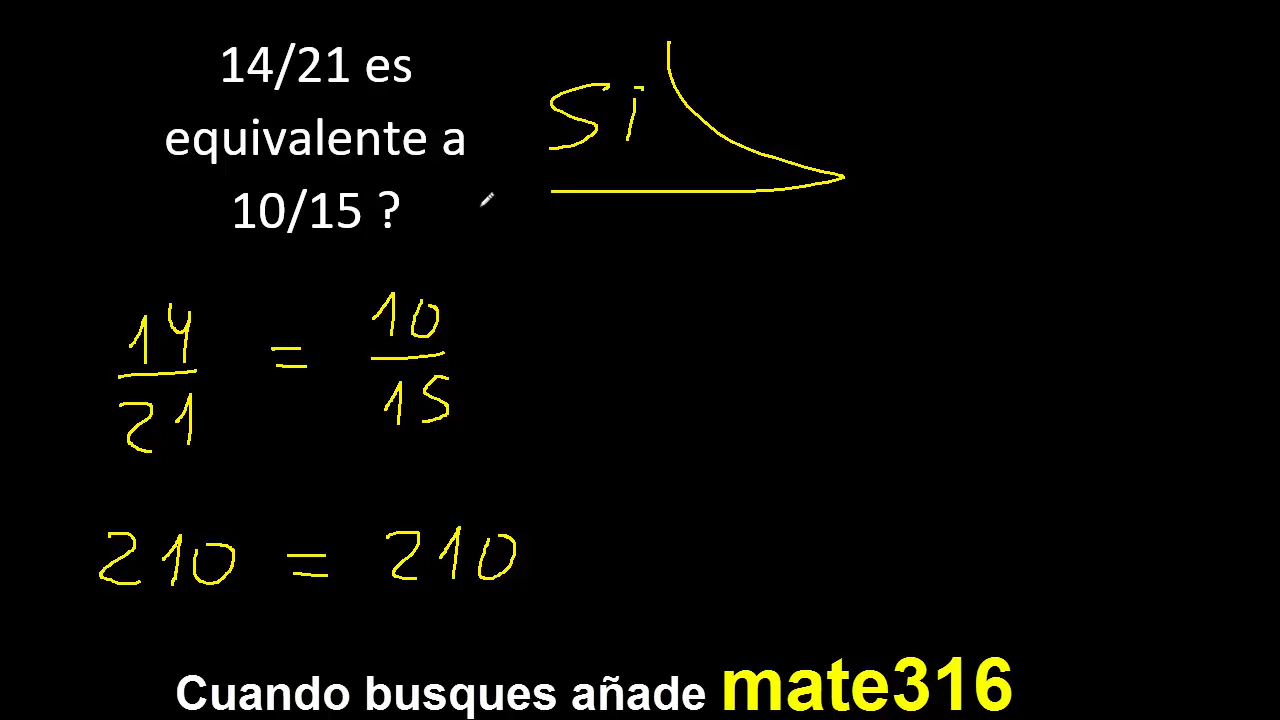 14/21 es
equivalente a
10/15 ?
Si
14 = 10
21 15
210 = 210
Cuando busques añade mate316